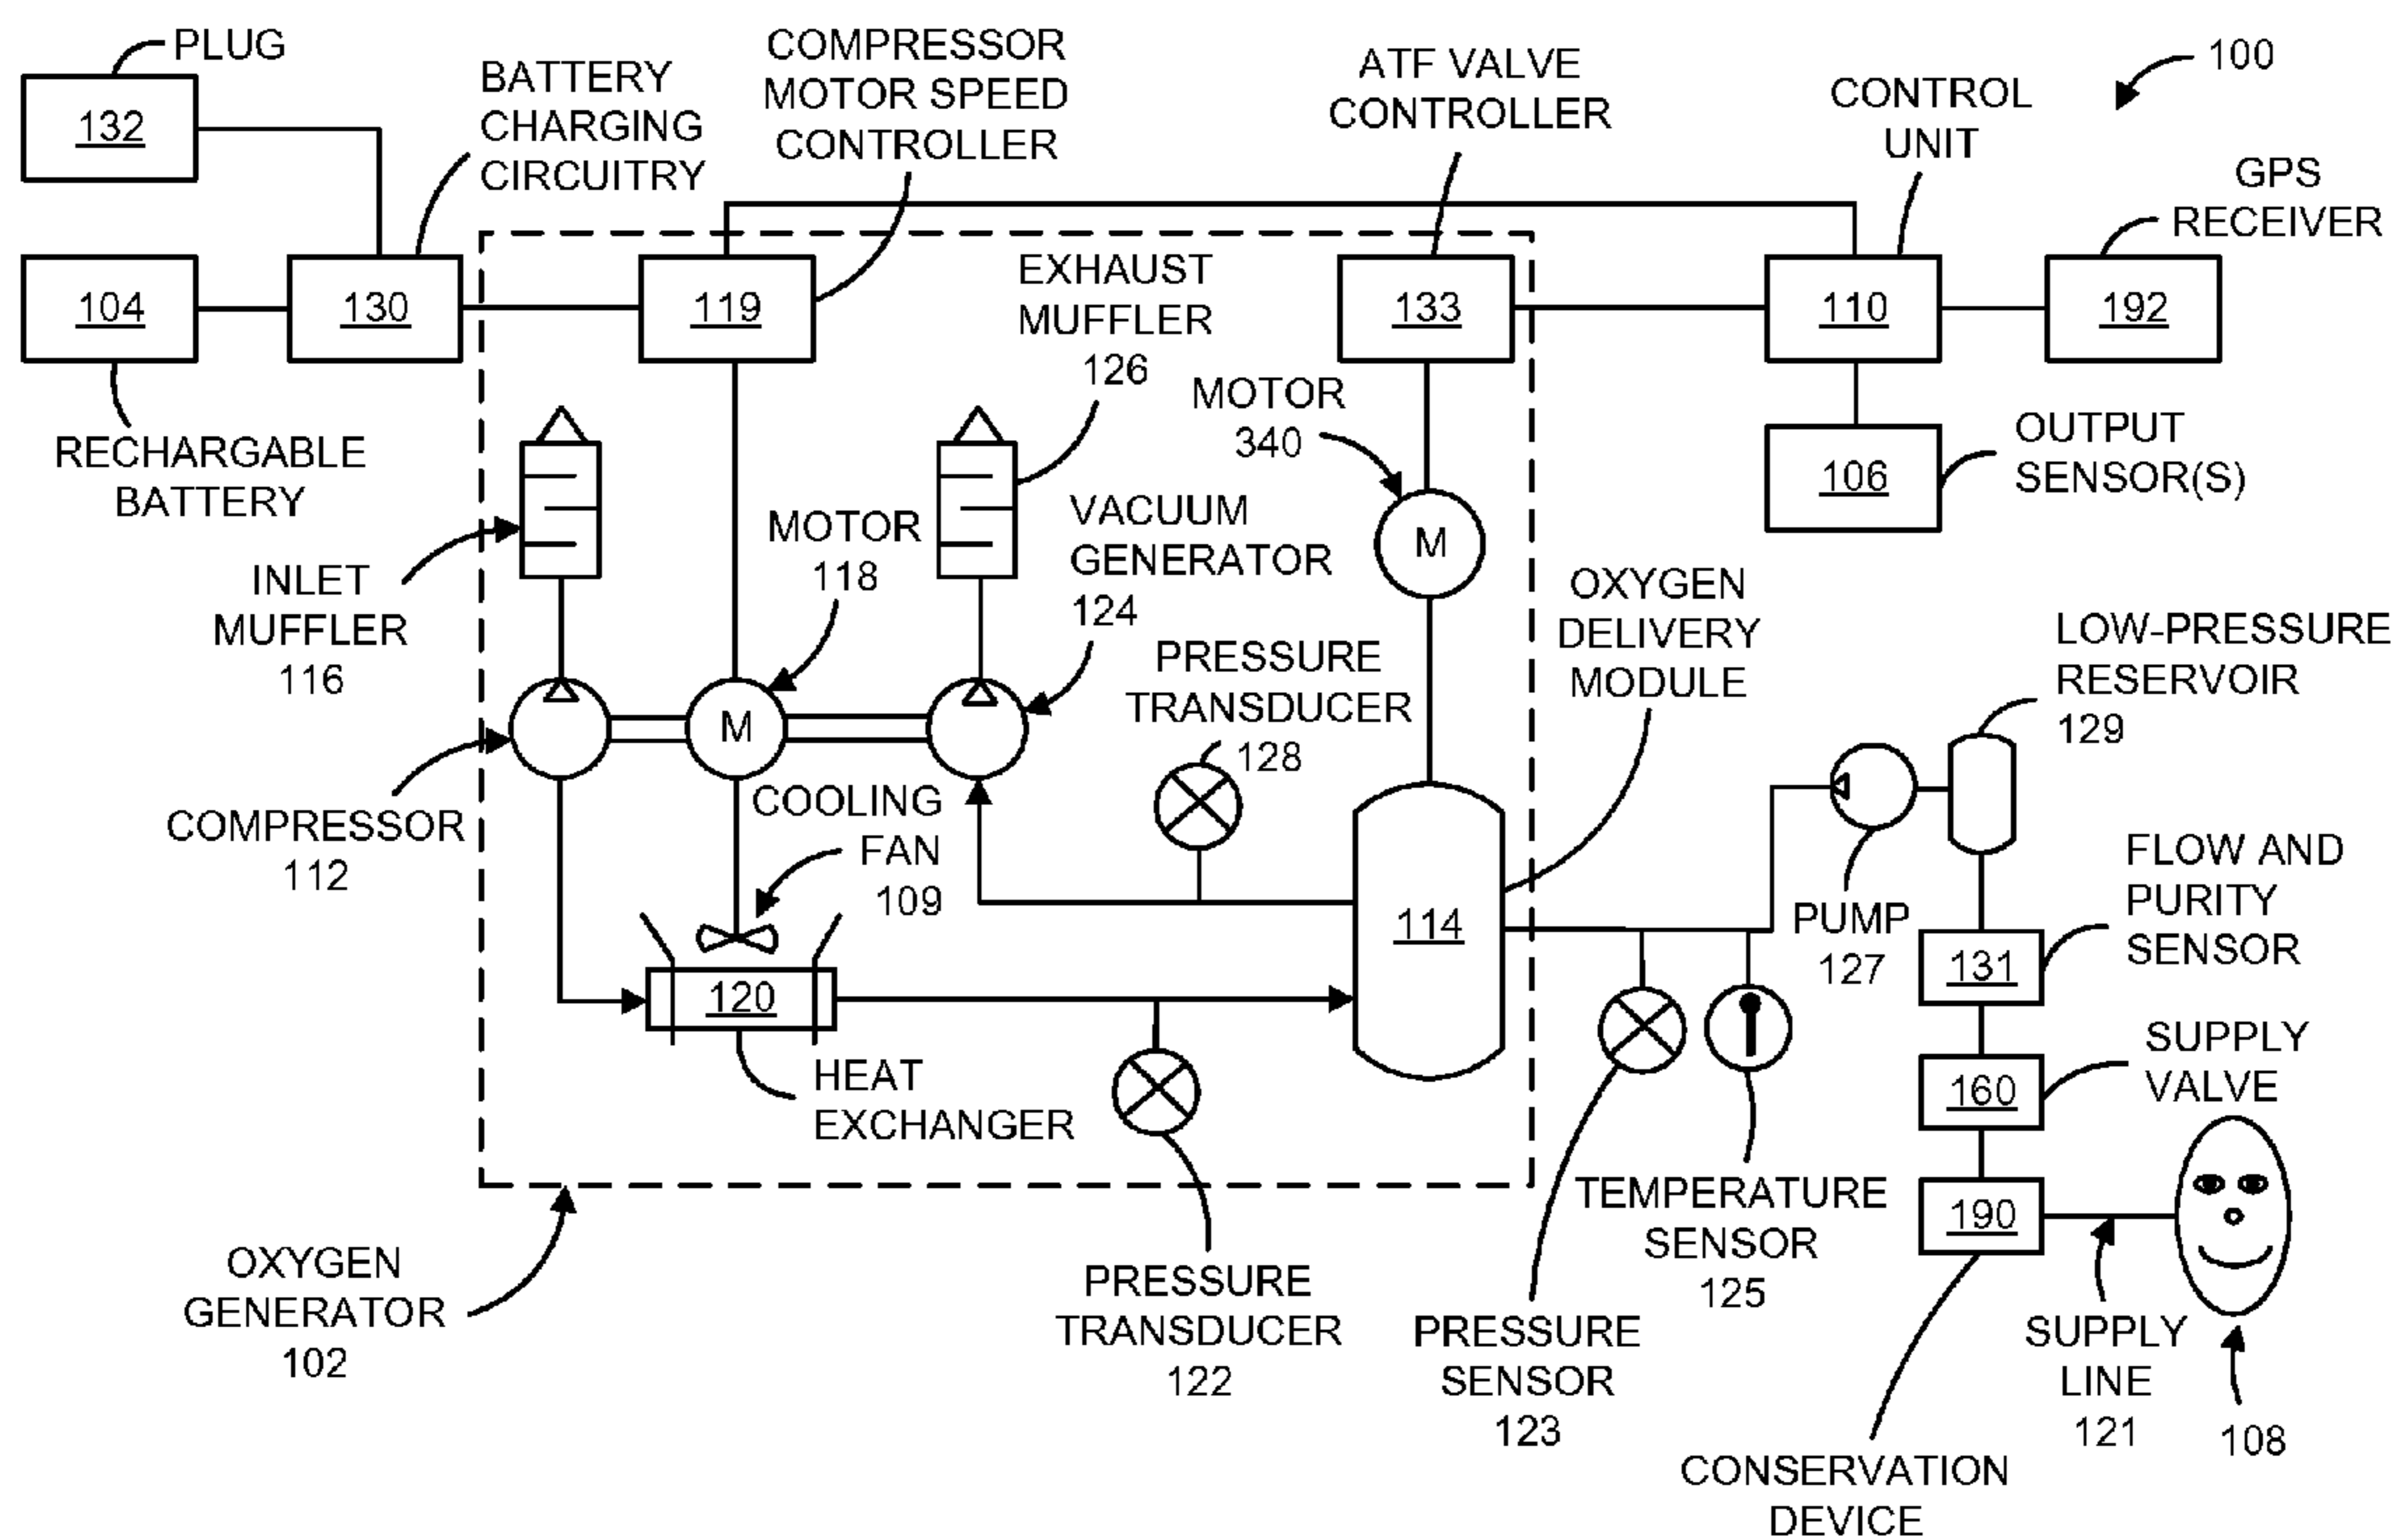 PLUG
132
BATTERY
CHARGING
CIRCUITRY
COMPRESSOR
MOTOR SPEED
CONTROLLER
ATF VALVE
CONTROLLER
CONTROL
UNIT
100
GPS
RECEIVER
104
130
119
EXHAUST
MUFFLER
126
133
110
192
RECHARGABLE
BATTERY
MOTOR
340
OUTPUT
SENSOR(S)
106
INLET
MUFFLER
116
MOTOR
118
VACUUM
GENERATOR
124
M
OXYGEN
DELIVERY
MODULE
PRESSURE
TRANSDUCER
128
LOW-PRESSURE
RESERVOIR
129
M
COMPRESSOR
112
COOLING
FAN
109
114
PUMP
127
FLOW AND
PURITY
SENSOR
131
120
HEAT
EXCHANGER
SUPPLY
VALVE
160
OXYGEN
GENERATOR
102
PRESSURE
TRANSDUCER
122
PRESSURE
SENSOR
123
TEMPERATURE
SENSOR
125
190
SUPPLY
LINE
121
108
CONSERVATION
DEVICE